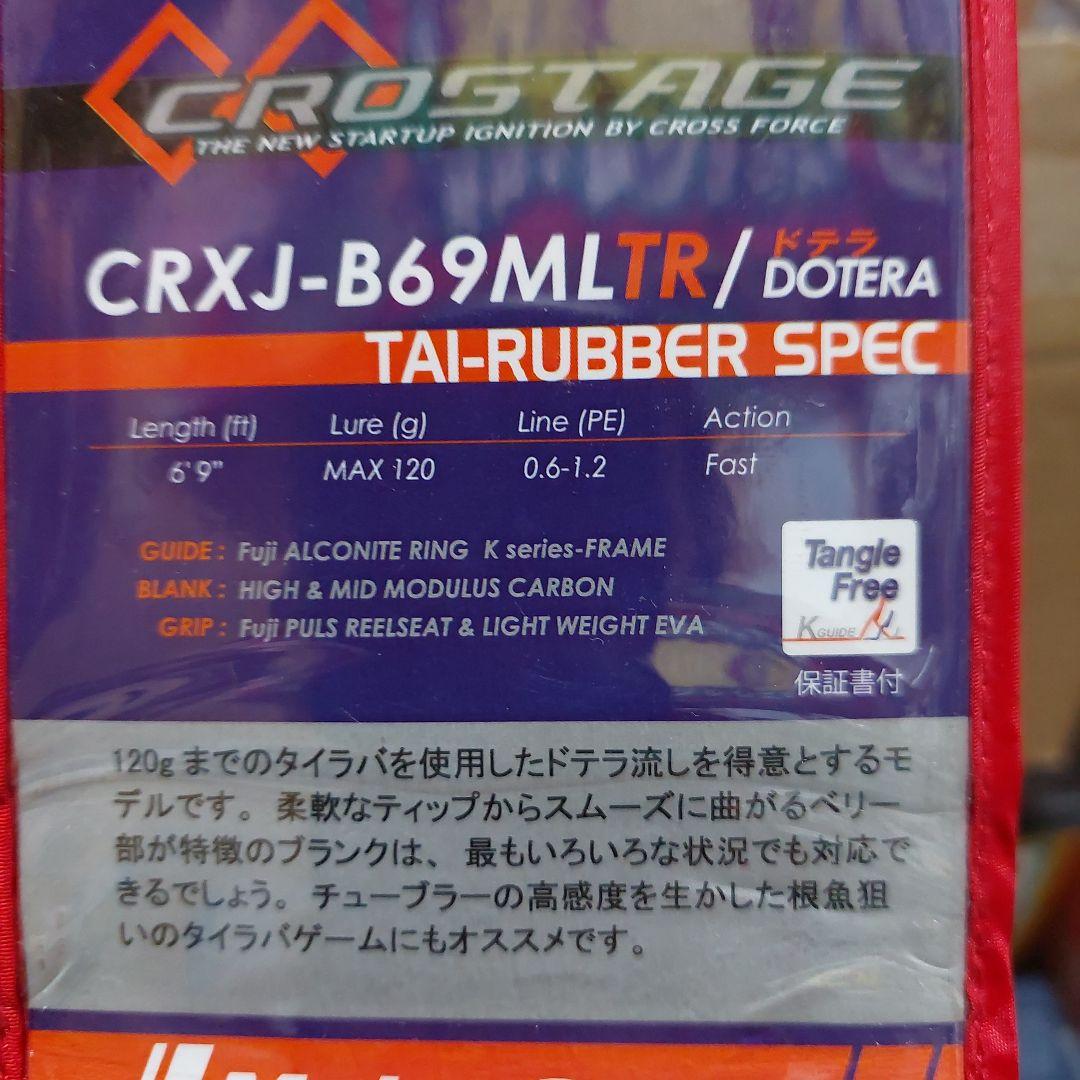 CROSTAGE
THE NEW STARTUP IGNITION BY CROSS FORCE
ドテラ
CRXJ-B69MLTR/DOTERA
TAI-RUBBER SPEC
Length (ft) Lure (g) Line (PE) Action
6'9" MAX 120 0.6-1.2 Fast
GUIDE : Fuji ALCONITE RING K series-FRAME
BLANK : HIGH & MID MODULUS CARBON
GRIP : Fuji PULS REELSEAT & LIGHT WEIGHT EVA
Tangle
Free
K GUIDE
保証書付
120gまでのタイラバを使用したドテラ流しを得意とするモ
デルです。柔軟なティップからスムーズに曲がるベリー
部が特徴のブランクは、最もいろいろな状況でも対応で
きるでしょう。チューブラーの高感度を生かした根魚狙
いのタイラバゲームにもオススメです。